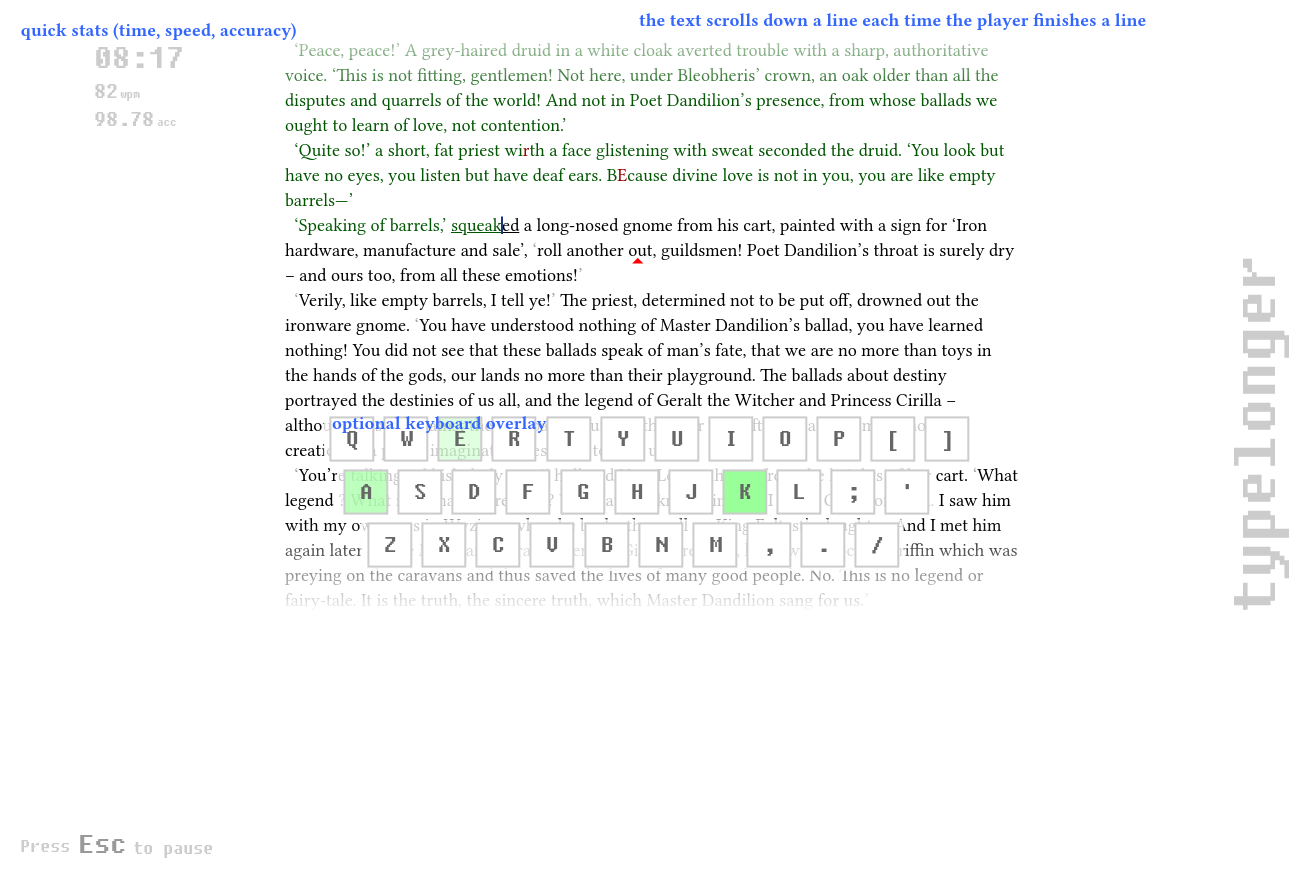 quick stats (time, speed, accuracy)
the text scrolls down a line each time the player finishes a line
08:17
82 wpm
98.78 acc
‘Peace, peace!’ A grey-haired druid in a white cloak averted trouble with a sharp, authoritative
voice. ‘This is not fitting, gentlemen! Not here, under Bleobheris’ crown, an oak older than all the
disputes and quarrels of the world! And not in Poet Dandilion’s presence, from whose ballads we
ought to learn of love, not contention.’
‘Quite so!’ a short, fat priest wirth a face glistening with sweat seconded the druid. ‘You look but
have no eyes, you listen but have deaf ears. BEcause divine love is not in you, you are like empty
barrels—’
‘Speaking of barrels,’ squeaked a long-nosed gnome from his cart, painted with a sign for ‘Iron
hardware, manufacture and sale’, ‘roll another out, guildsmen! Poet Dandilion’s throat is surely dry
– and ours too, from all these emotions!’
‘Verily, like empty barrels, I tell ye!’ The priest, determined not to be put off, drowned out the
ironware gnome. ‘You have understood nothing of Master Dandilion’s ballad, you have learned
nothing! You did not see that these ballads speak of man’s fate, that we are no more than toys in
the hands of the gods, our lands no more than their playground. The ballads about destiny
portrayed the destinies of us all, and the legend of Geralt the Witcher and Princess Cirilla –
optional keyboard overlay
Q W E R T Y U I O P [ ]
‘You’re talking cart. ‘What
A S D F G H J K L ; '
legend I saw him
with my And I met him
Z X C V B N M , . /
again later which was
preying on the caravans and thus saved the lives of many good people. No. This is no legend or
fairy-tale. It is the truth, the sincere truth, which Master Dandilion sang for us.’
typelonger
Press Esc to pause